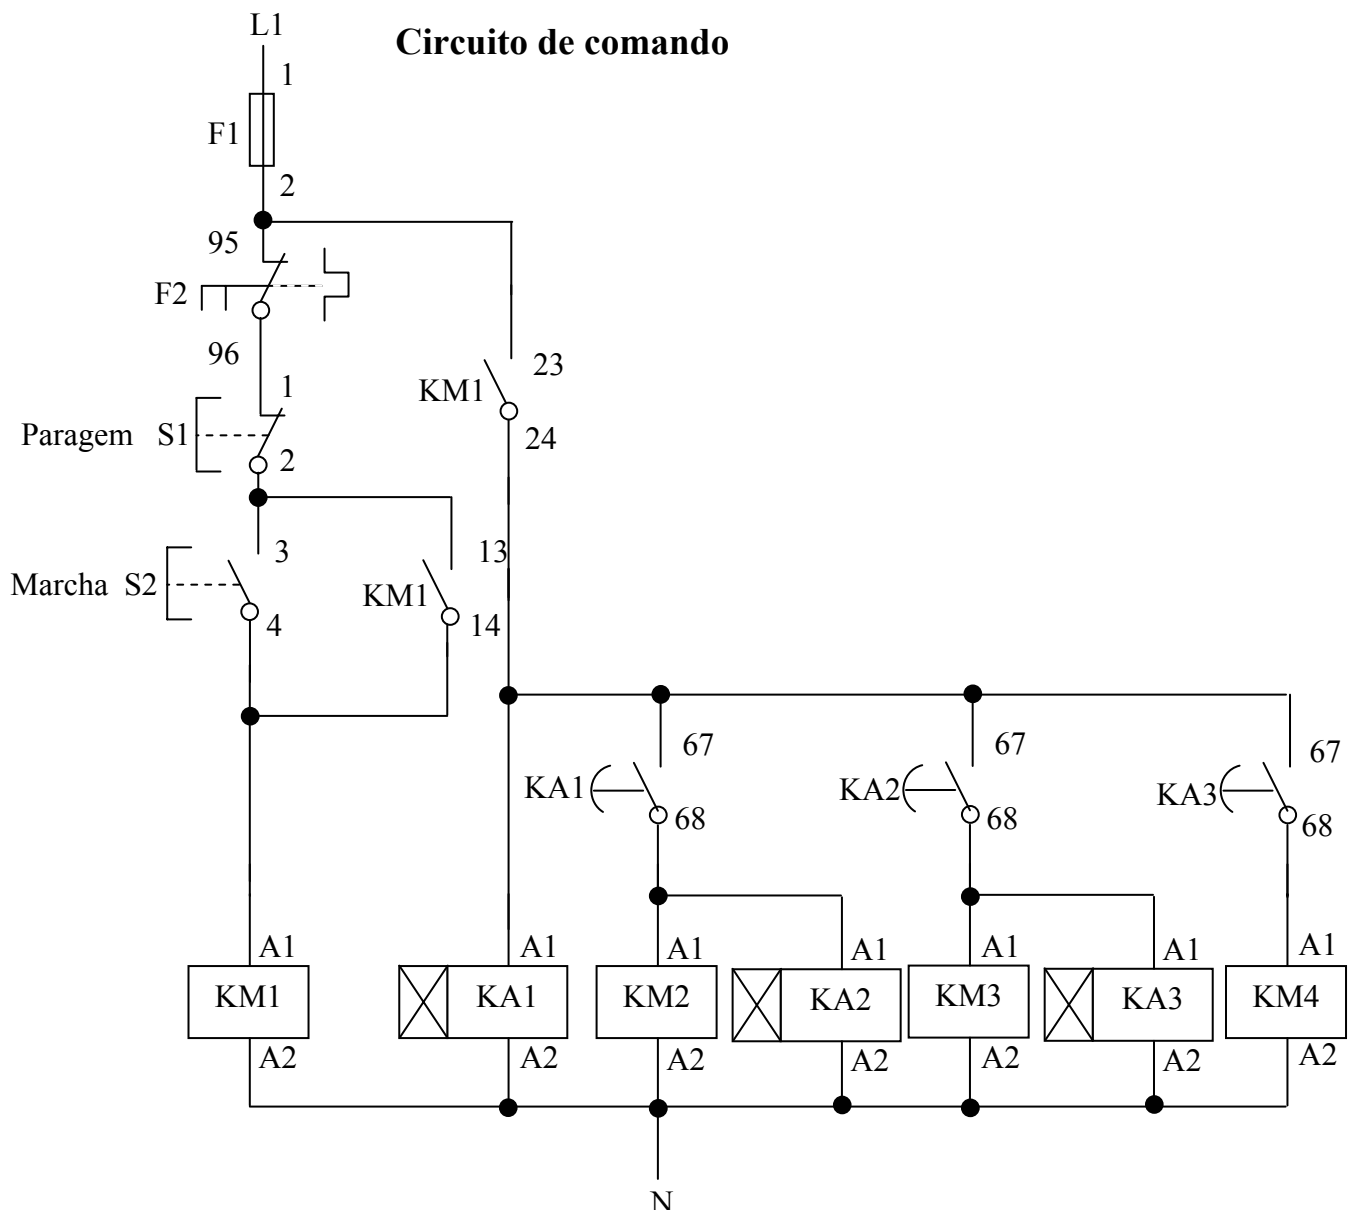 L1
Circuito de comando
1
F1
2
95
F2
96
23
KM1
1
24
Paragem S1
2
3
13
Marcha S2
KM1
4
14
67
67
67
KA1
KA2
KA3
68
68
68
A1
A1
A1
A1
A1
A1
A1
KM1
KA1
KM2
KA2
KM3
KA3
KM4
A2
A2
A2
A2
A2
A2
A2
N